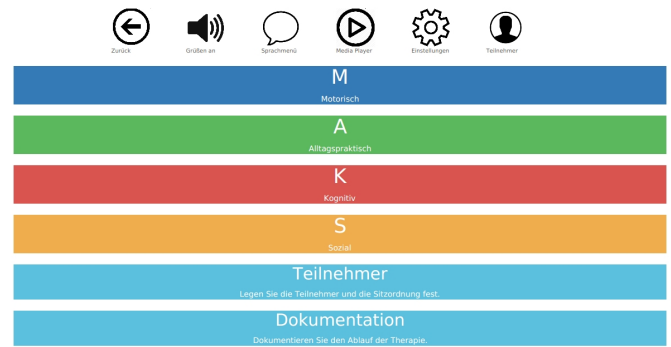 Zurück Grüßen an Sprachmenü Media Player Einstellungen Teilnehmer
M
Motorisch
A
Alltagspraktisch
K
Kognitiv
S
Sozial
Teilnehmer
Legen Sie die Teilnehmer und die Sitzordnung fest.
Dokumentation
Dokumentieren Sie den Ablauf der Therapie.